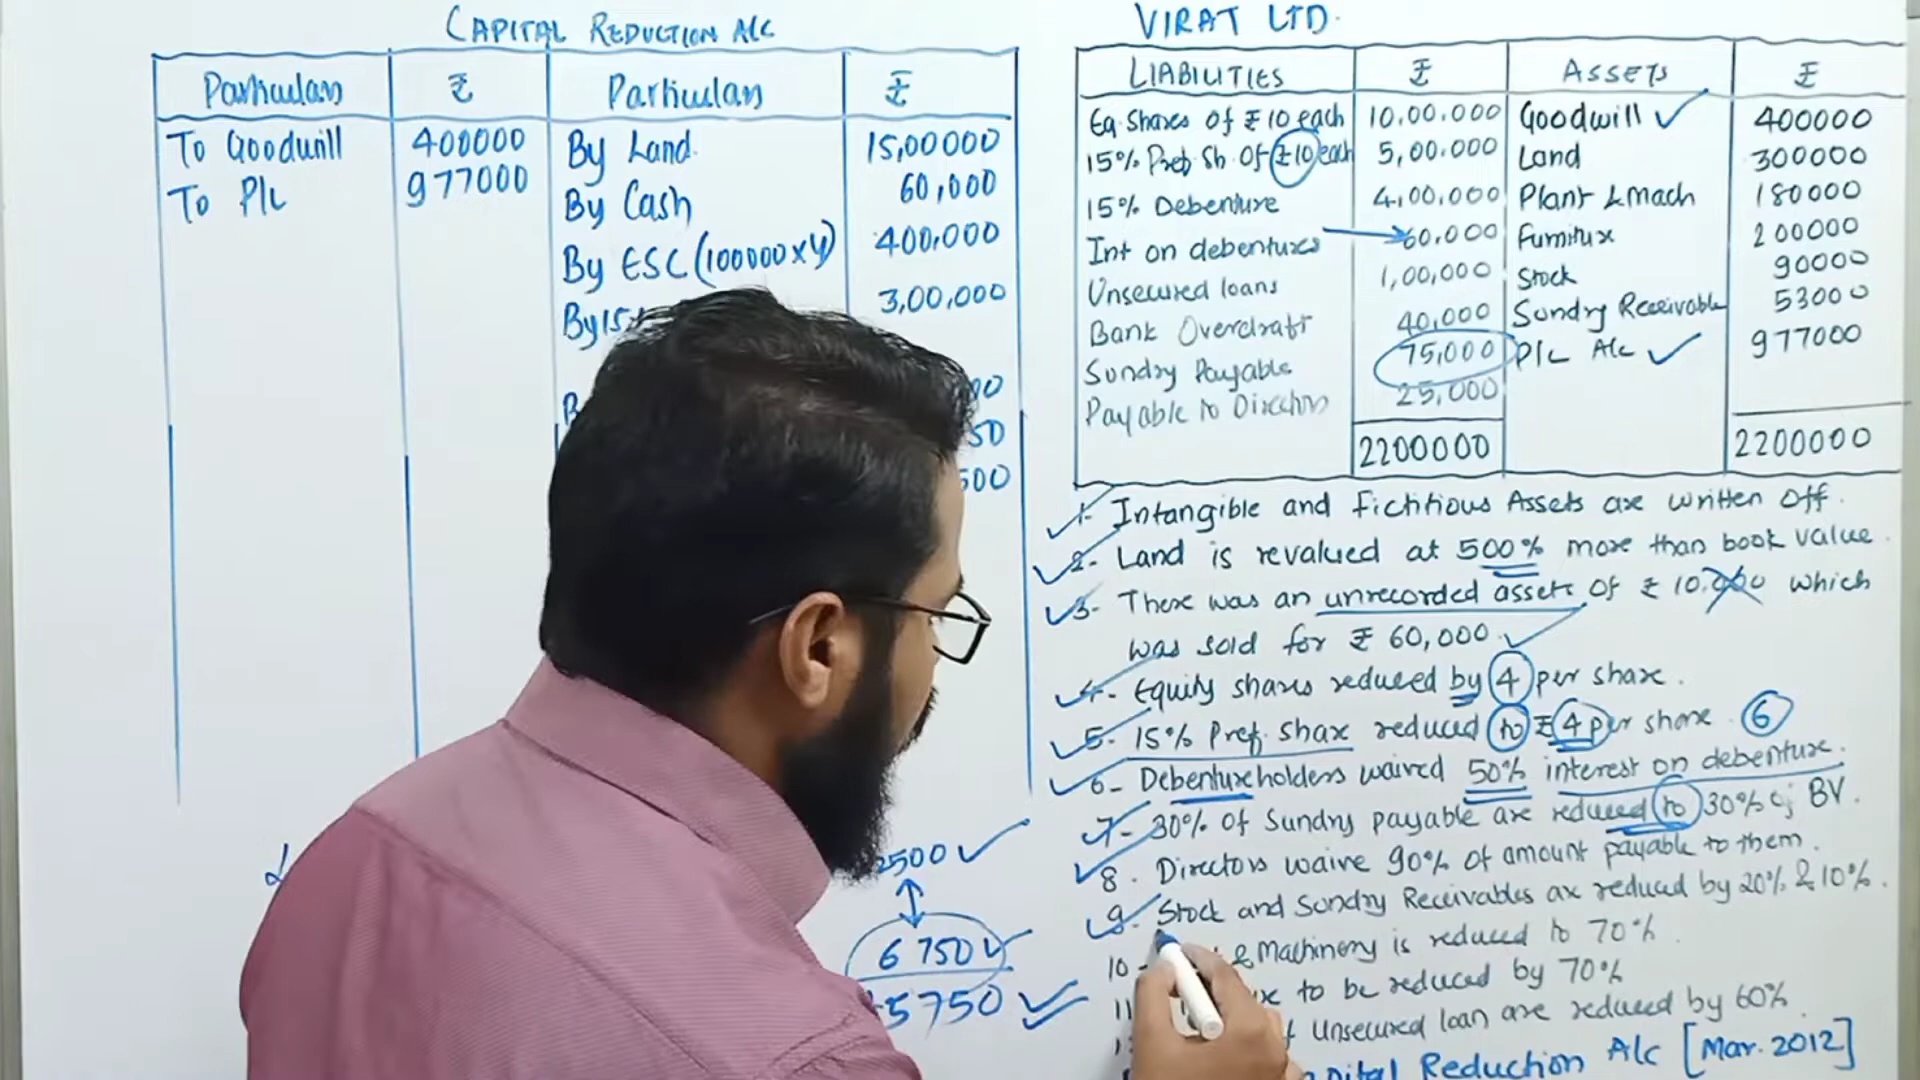 CAPITAL REDUCTION A/c
Particulars ₹ Particulars ₹
To Goodwill 400000 By Land 15,00000
To P/L 977000 By Cash 60,000
By ESC (100000×4) 400,000
By 15% 3,00,000
00
50
500
2500
6750
5750
VIRAT LTD.
LIABILITIES ₹ ASSETS ₹
Eq. Shares of ₹10 each 10,00,000 Goodwill 400000
15% Pref. Sh. Of ₹10 each 5,00,000 Land 300000
15% Debenture 4,00,000 Plant & Mach 180000
Int on debentures 60,000 Furniture 200000
Unsecured loans 1,00,000 Stock 90000
Bank Overdraft 40,000 Sundry Receivable 53000
Sundry Payable 75,000 P/L A/c 977000
Payable to Directors 25,000
2200000 2200000
1- Intangible and Fictitious Assets are written off.
2- Land is revalued at 500% more than book value.
3- There was an unrecorded assets of ₹ 10,000 which
was sold for ₹ 60,000.
4- Equity shares reduced by 4 per share.
5- 15% Pref. share reduced to ₹ 4 per share. 6
6- Debentureholders waived 50% interest on debenture.
7- 30% of Sundry payable are reduced to 30% of BV.
8. Directors waive 90% of amount payable to them.
9- Stock and Sundry Receivables are reduced by 20% & 10%.
10- & Machinery is reduced to 70%.
11 to be reduced by 70%
Unsecured loan are reduced by 60%.
Reduction A/c [Mar. 2012]